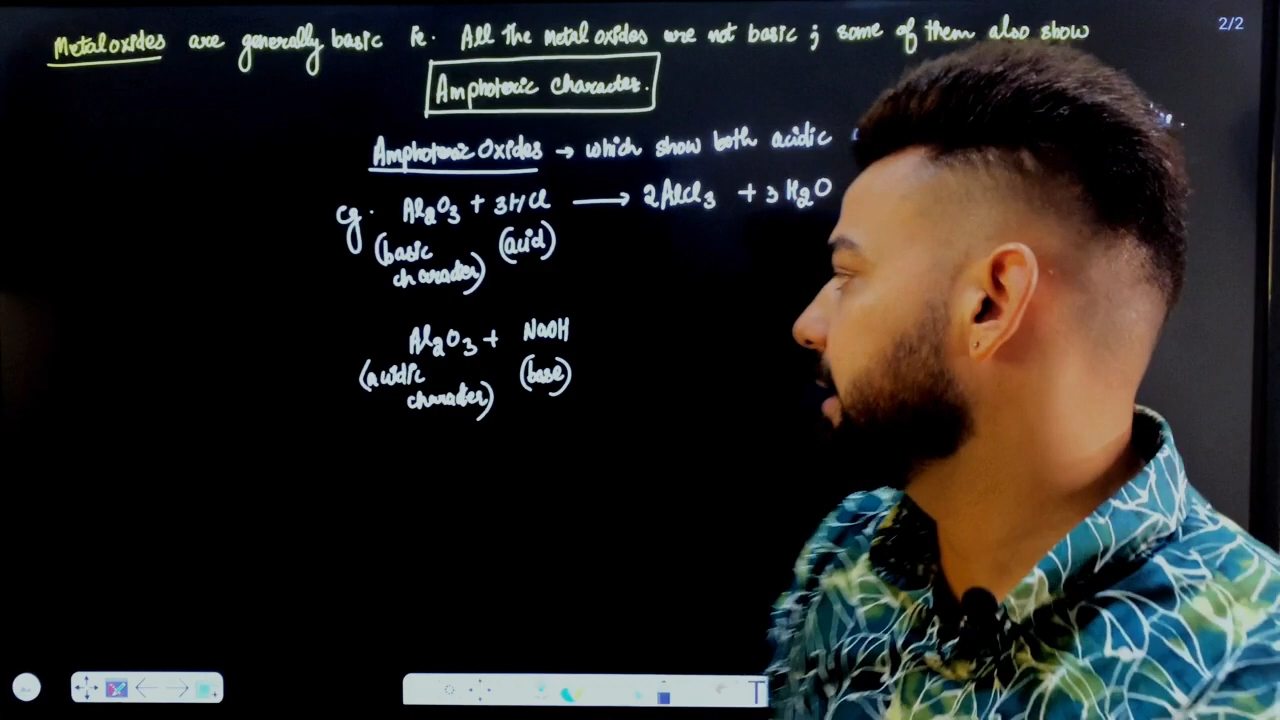 Metal oxides are generally basic ie. All the metal oxides are not basic ; some of them also show
2/2
Amphoteric character.
Amphoteric Oxides → which show both acidic
eg. Al2O3 + 3HCl ⟶ 2AlCl3 + 3H2O
(basic character) (acid)
Al2O3 + NaOH
(acidic character) (base)
T